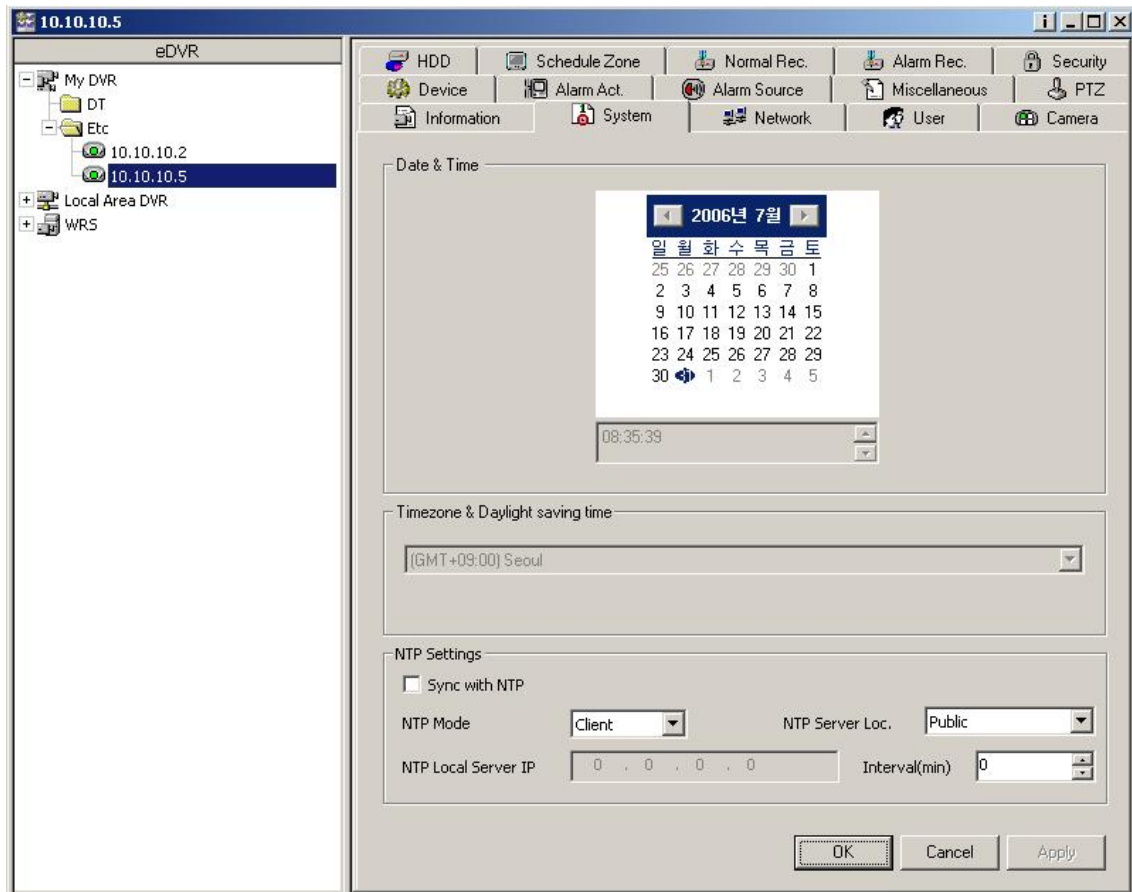 10.10.10.5
eDVR
My DVR
DT
Etc
10.10.10.2
10.10.10.5
Local Area DVR
WRS
HDD Schedule Zone Normal Rec. Alarm Rec. Security
Device Alarm Act. Alarm Source Miscellaneous PTZ
Information System Network User Camera
Date & Time
2006년 7월
일 월 화 수 목 금 토
25 26 27 28 29 30 1
2 3 4 5 6 7 8
9 10 11 12 13 14 15
16 17 18 19 20 21 22
23 24 25 26 27 28 29
30 1 2 3 4 5
08:35:39
Timezone & Daylight saving time
(GMT+09:00) Seoul
NTP Settings
Sync with NTP
NTP Mode Client NTP Server Loc. Public
NTP Local Server IP 0 . 0 . 0 . 0 Interval(min) 0
OK Cancel Apply